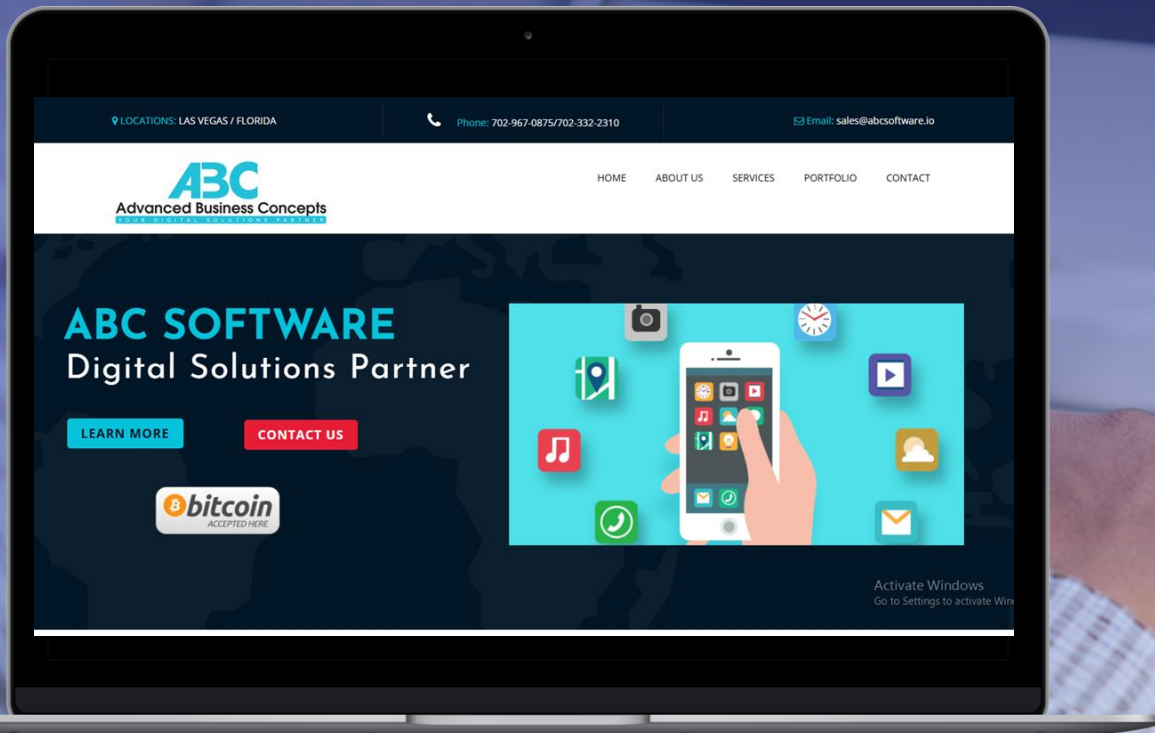 LOCATIONS: LAS VEGAS / FLORIDA
Phone: 702-967-0875/702-332-2310
Email: sales@abcsoftware.io
ABC
Advanced Business Concepts
YOUR DIGITAL SOLUTIONS PARTNER
HOME ABOUT US SERVICES PORTFOLIO CONTACT
ABC SOFTWARE
Digital Solutions Partner
LEARN MORE CONTACT US
bitcoin
ACCEPTED HERE
Activate Windows
Go to Settings to activate Win